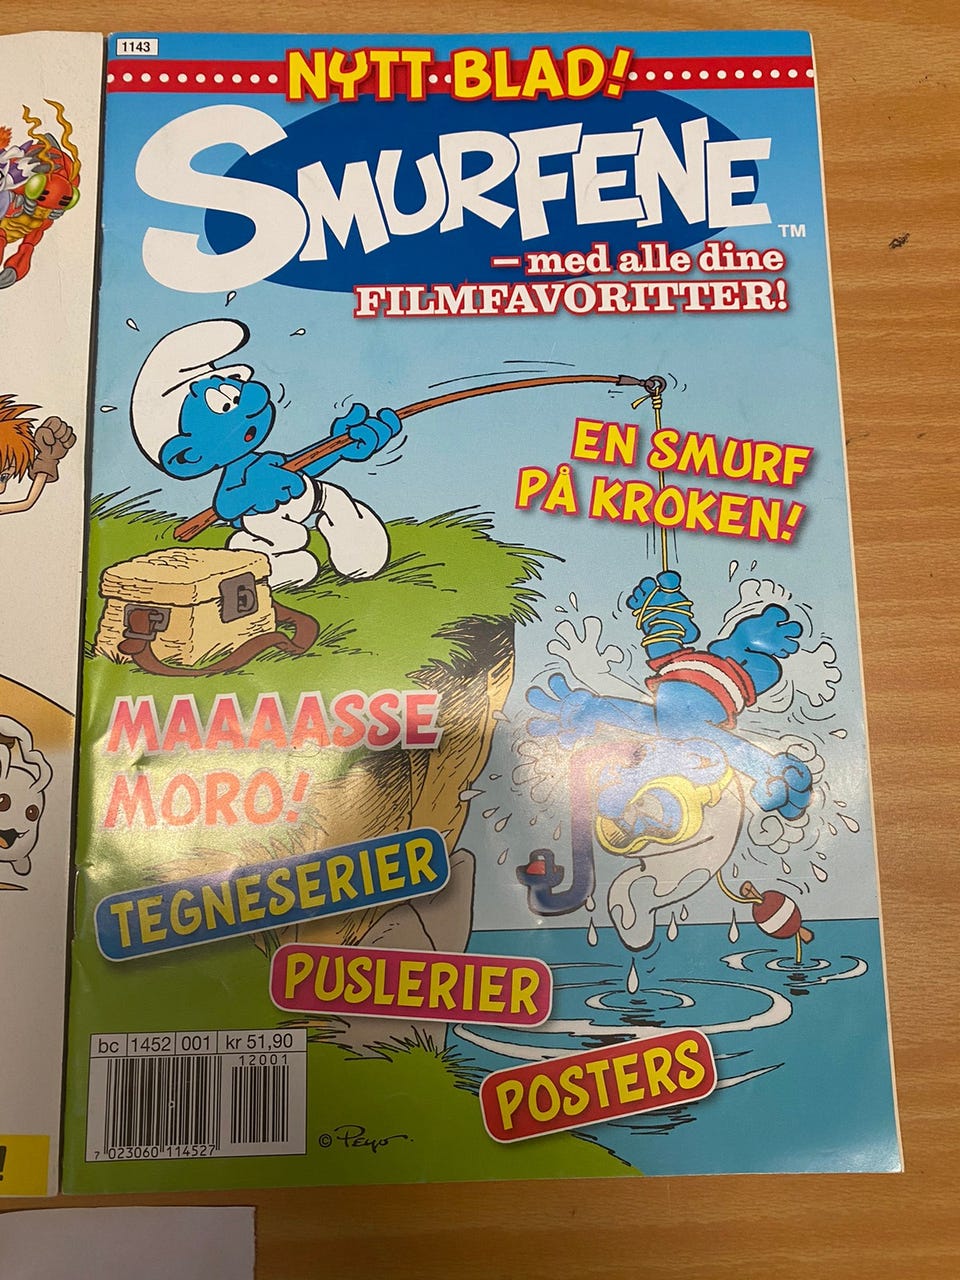 1143
NYTT BLAD!
SMURFENE
TM
– med alle dine
FILMFAVORITTER!
EN SMURF
PÅ KROKEN!
MAAAASSE
MORO!
TEGNESERIER
PUSLERIER
POSTERS
bc 1452 001 kr 51,90
12001
7 023060 114527
© Peyo
!